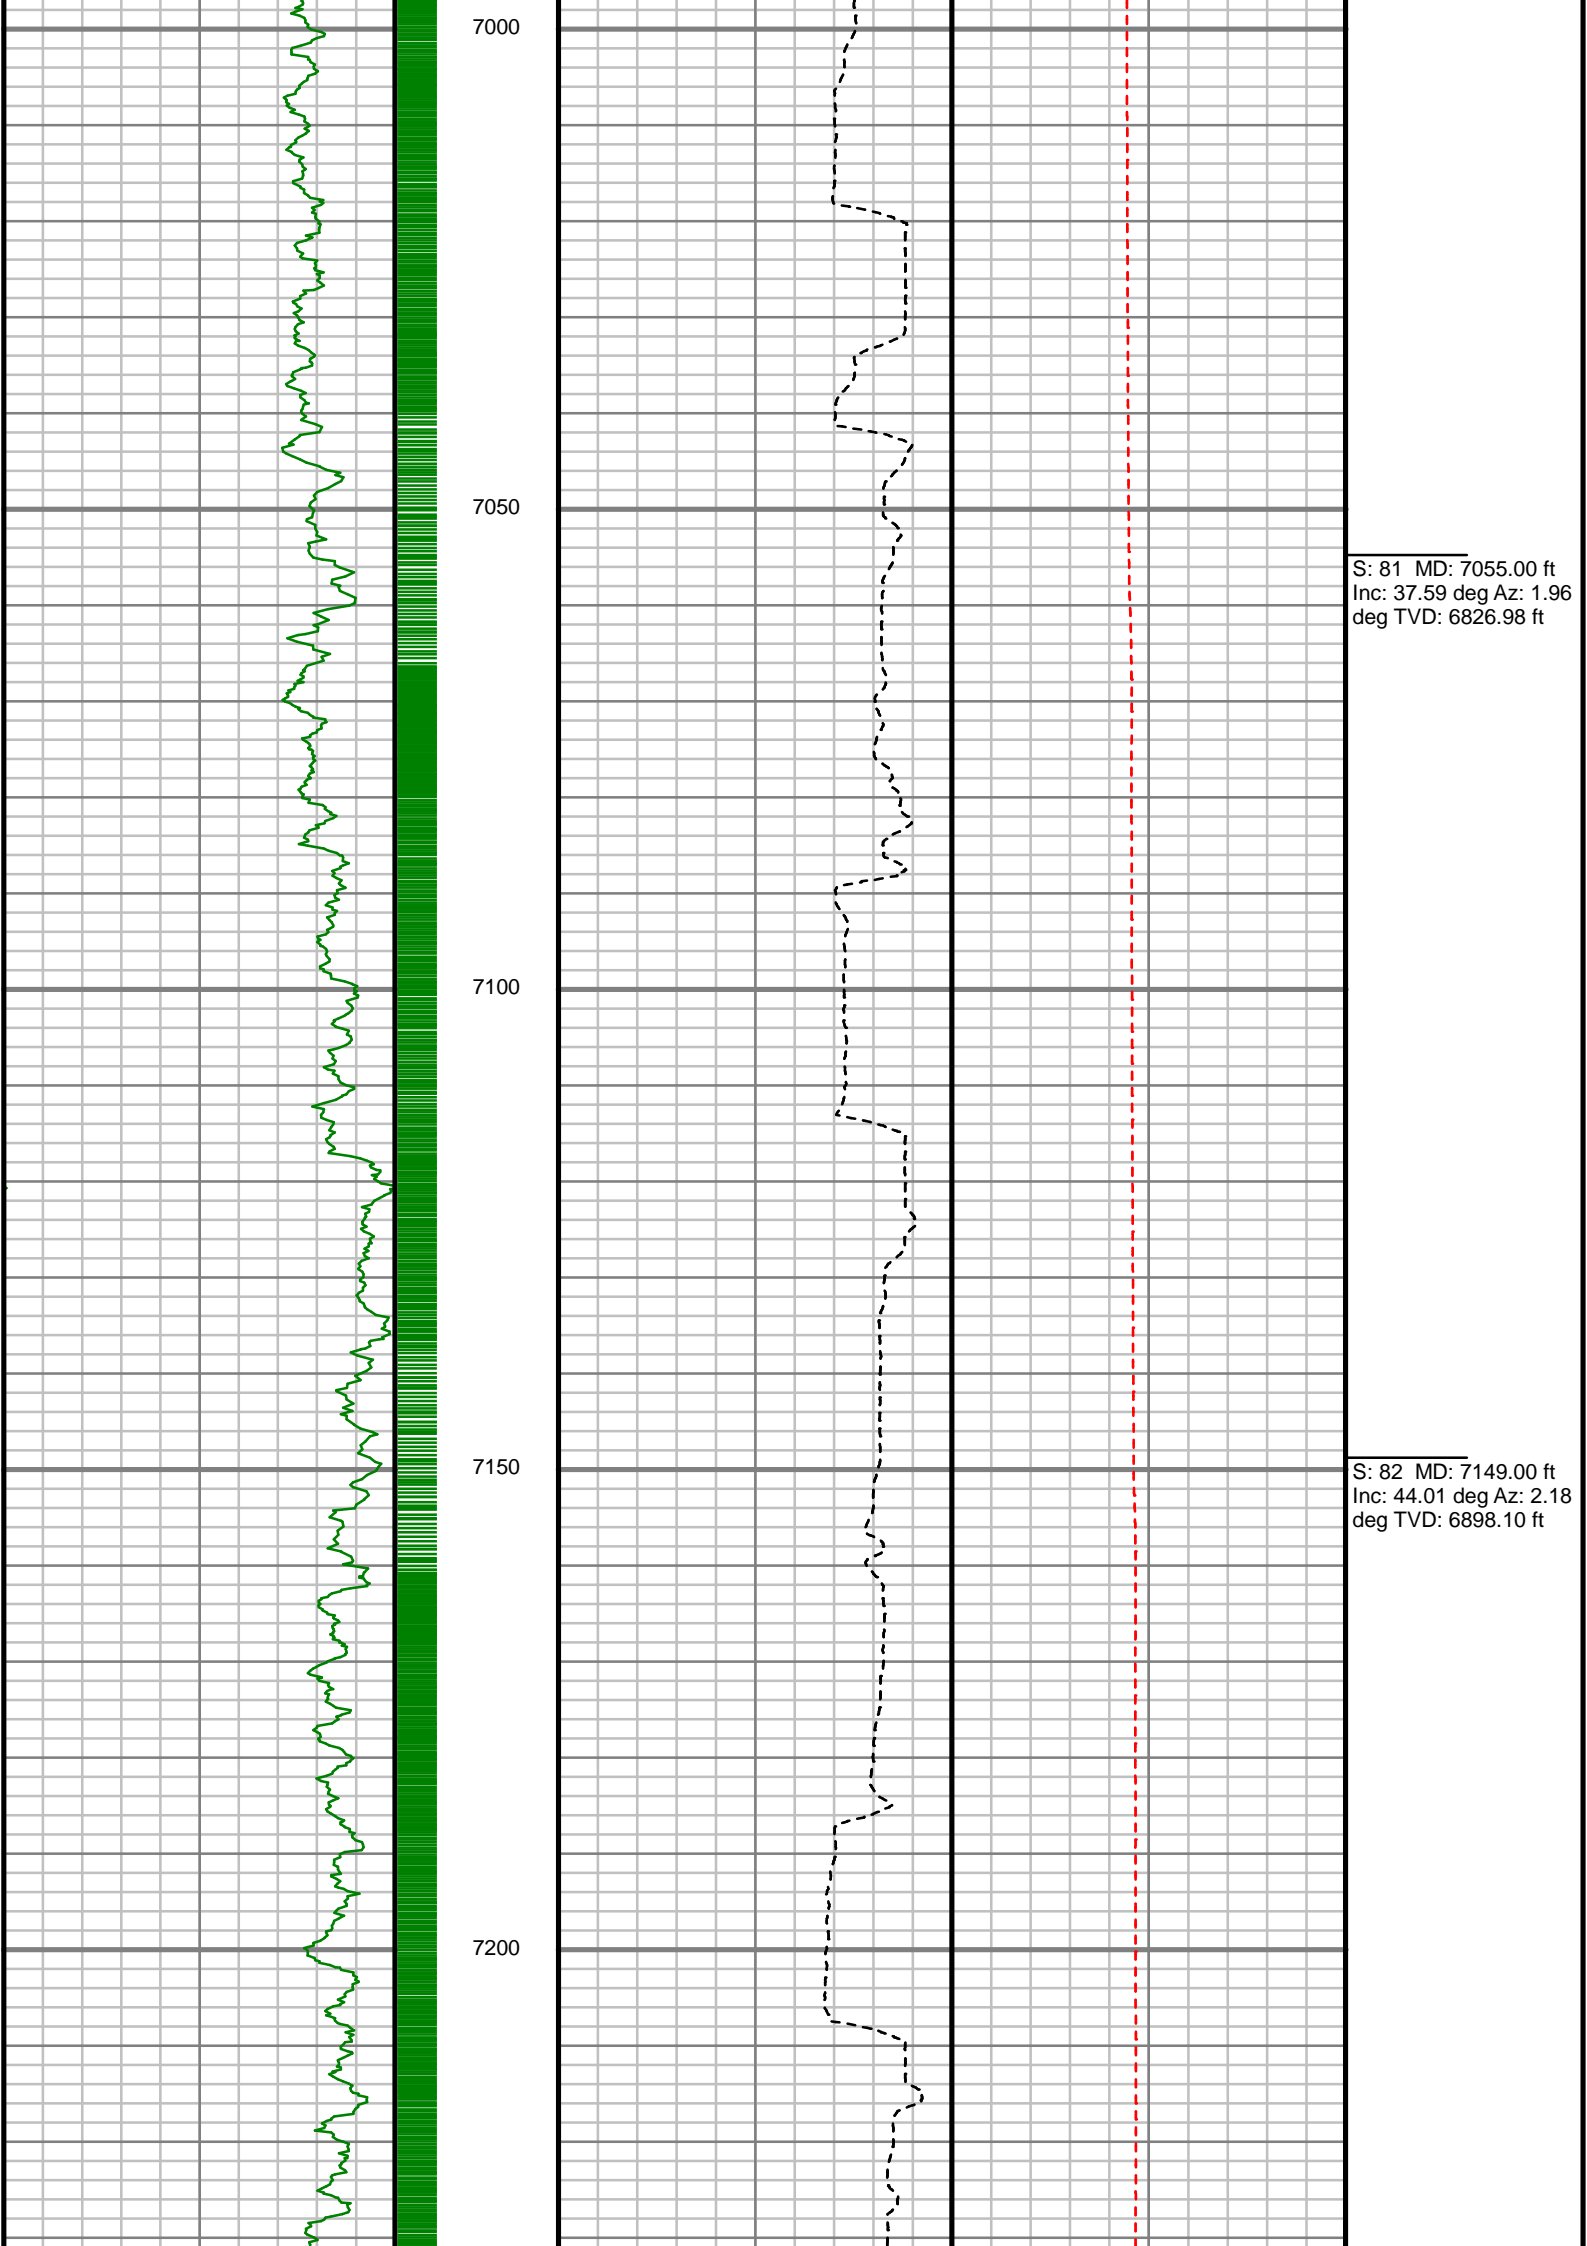 7000
7050
S: 81 MD: 7055.00 ft
Inc: 37.59 deg Az: 1.96
deg TVD: 6826.98 ft
7100
7150
S: 82 MD: 7149.00 ft
Inc: 44.01 deg Az: 2.18
deg TVD: 6898.10 ft
7200